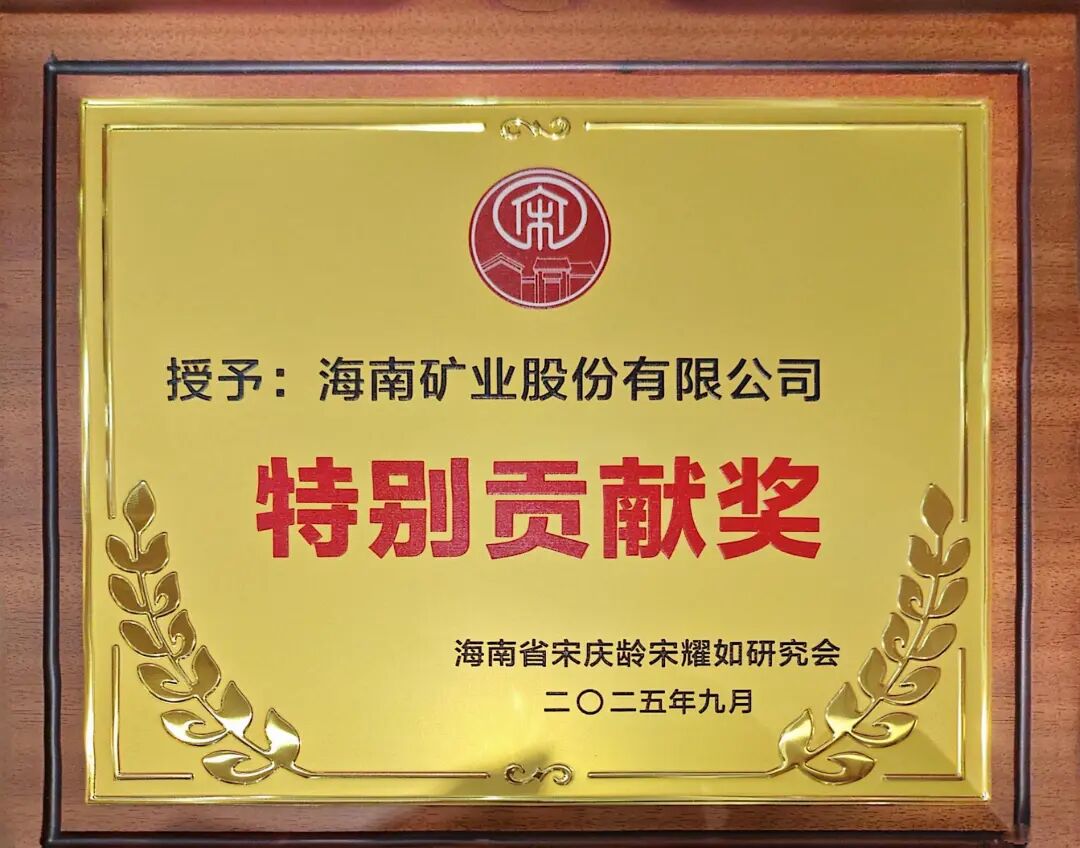 宋
授予：海南矿业股份有限公司
特别贡献奖
海南省宋庆龄宋耀如研究会
二〇二五年九月